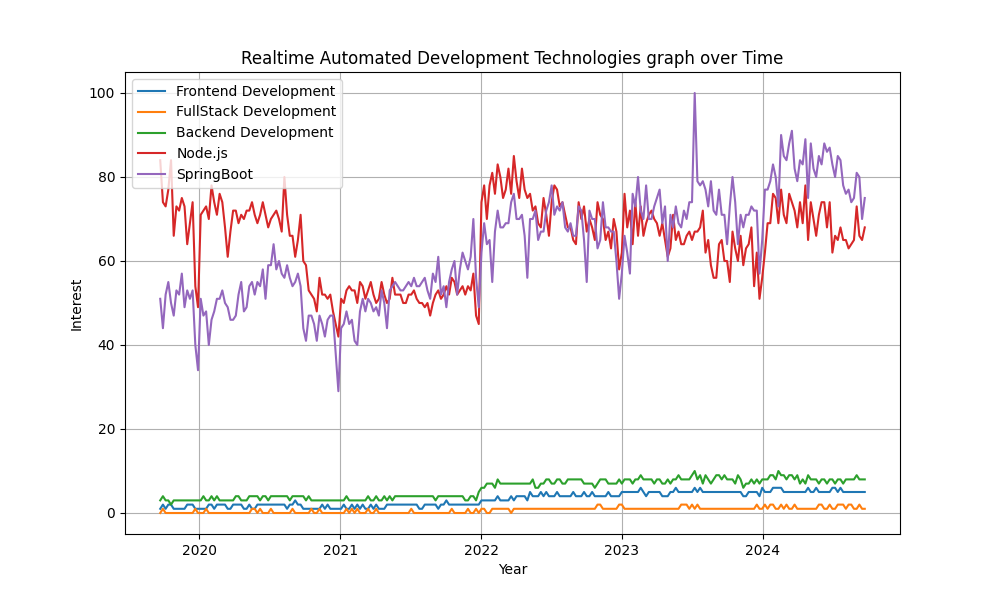 Realtime Automated Development Technologies graph over Time
Frontend Development
FullStack Development
Backend Development
Node.js
SpringBoot
100
80
60
40
20
0
Interest
2020 2021 2022 2023 2024
Year